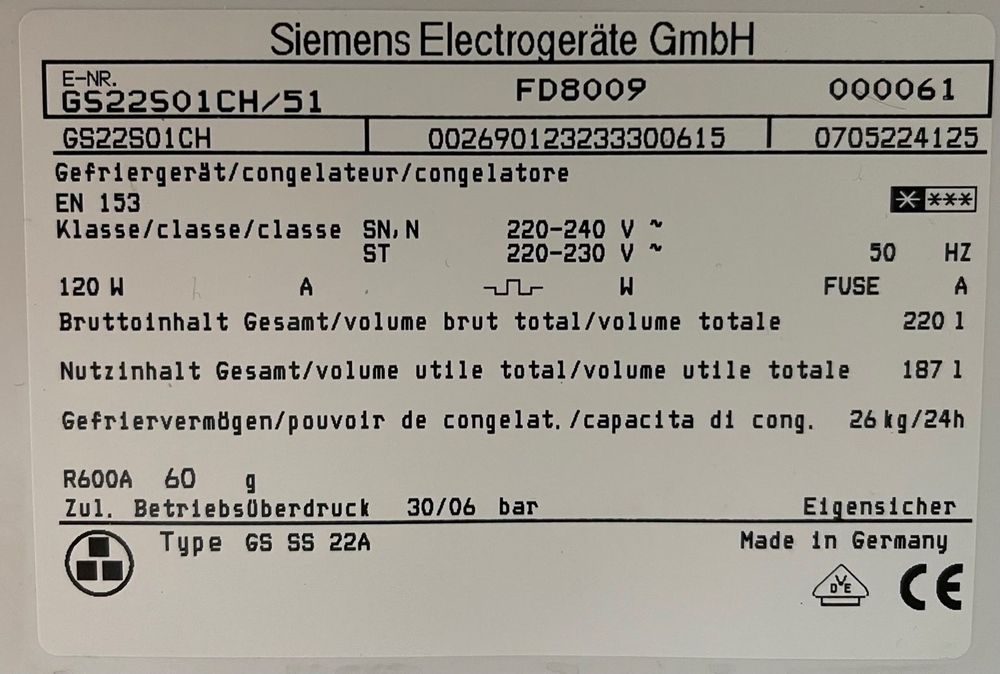 Siemens Electrogeräte GmbH
E-NR.
GS22S01CH/51 FD8009 000061
GS22S01CH 002690123233300615 0705224125
Gefriergerät/congelateur/congelatore
EN 153 ****
Klasse/classe/classe SN,N 220-240 V ~
ST 220-230 V ~ 50 HZ
120 W A W FUSE A
Bruttoinhalt Gesamt/volume brut total/volume totale 220 l
Nutzinhalt Gesamt/volume utile total/volume utile totale 187 l
Gefriervermögen/pouvoir de congelat./capacita di cong. 26 kg/24h
R600A 60 g
Zul. Betriebsüberdruck 30/06 bar Eigensicher
Type GS SS 22A Made in Germany
DVE CE